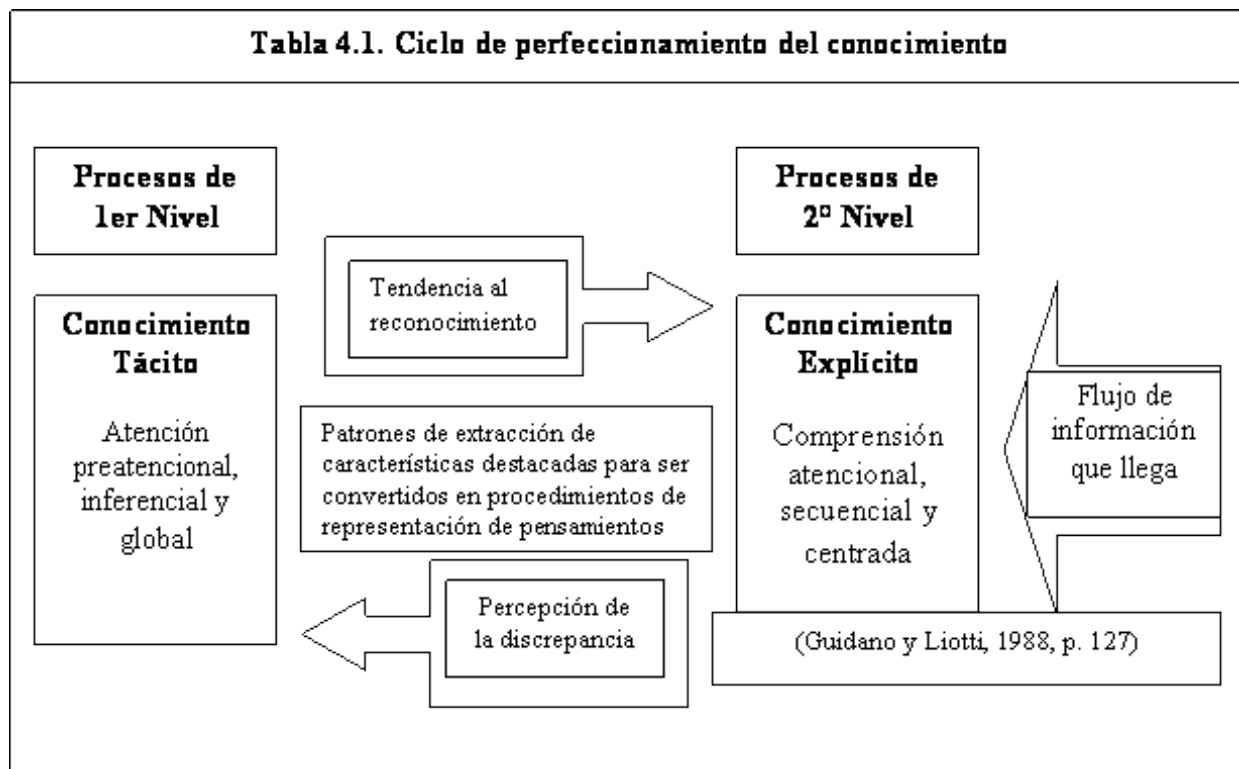 Tabla 4.1. Ciclo de perfeccionamiento del conocimiento
Procesos de
1er Nivel
Procesos de
2º Nivel
Tendencia al
reconocimiento
Conocimiento
Tácito
Atención
preatencional,
inferencial y
global
Patrones de extracción de
características destacadas para ser
convertidos en procedimientos de
representación de pensamientos
Conocimiento
Explícito
Comprensión
atencional,
secuencial y
centrada
Flujo de
información
que llega
Percepción de
la discrepancia
(Guidano y Liotti, 1988, p. 127)